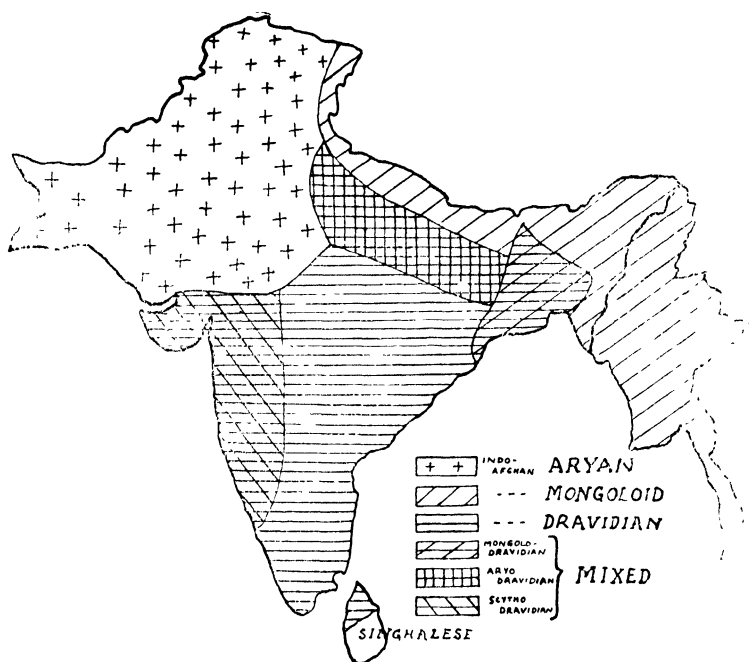 INDO-AFGHAN ARYAN
--- MONGOLOID
--- DRAVIDIAN
MONGOLO-DRAVIDIAN
ARYO DRAVIDIAN
MIXED
SCYTHO DRAVIDIAN
SINGHALESE